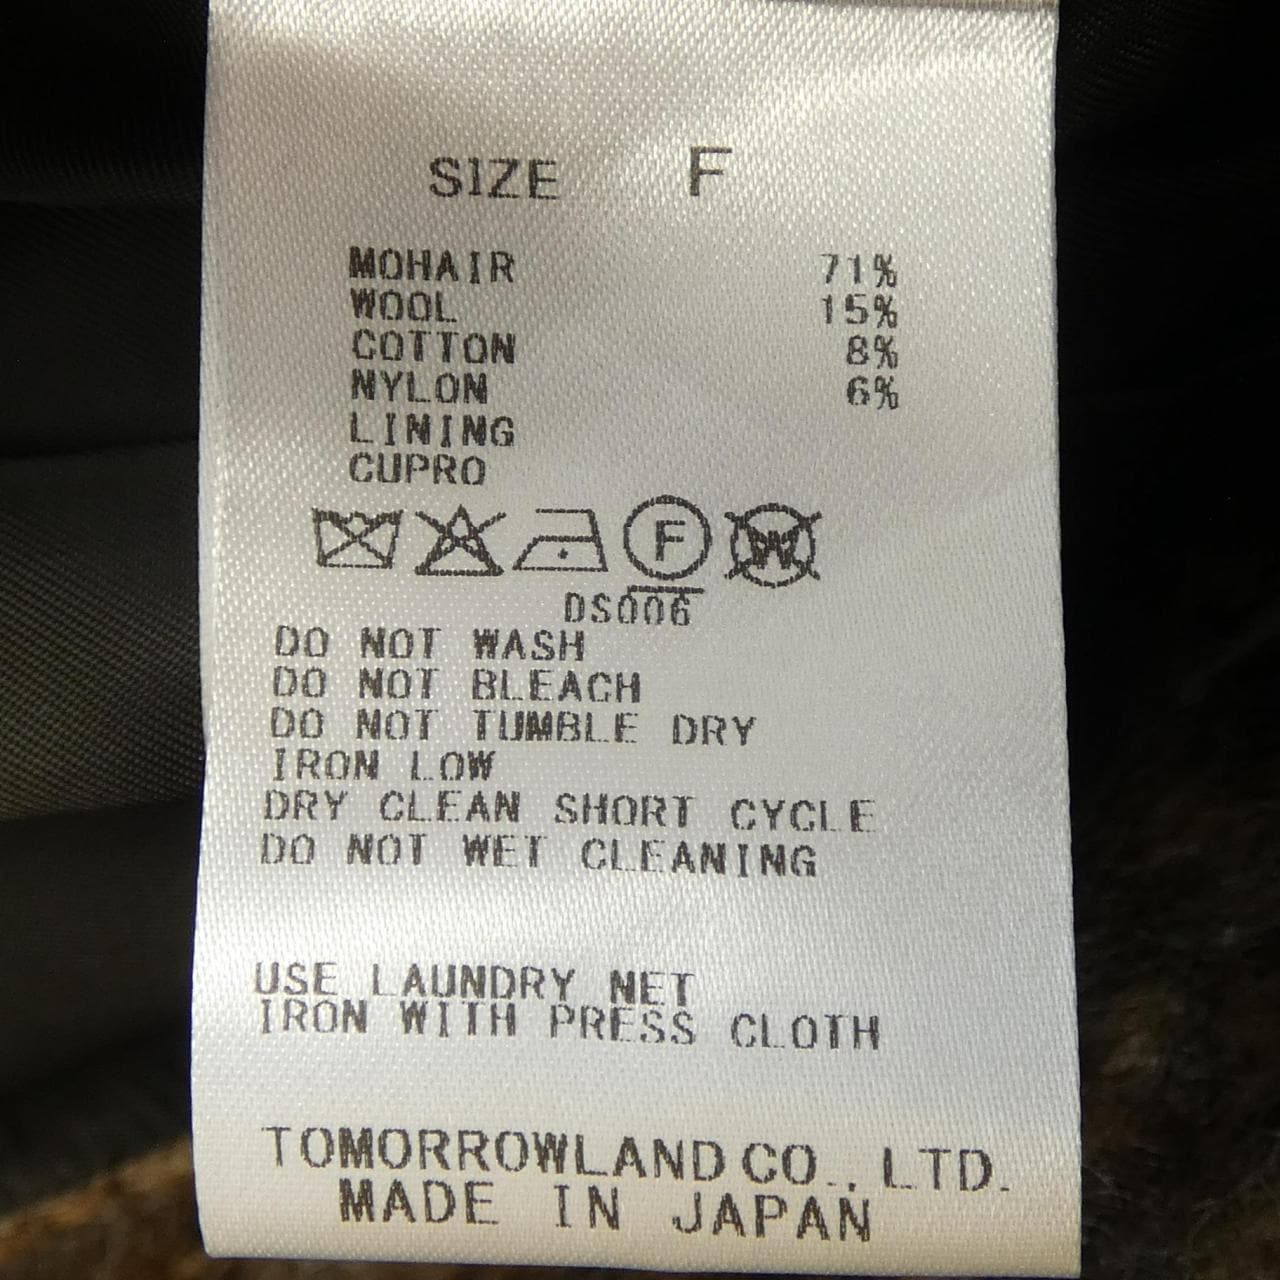 SIZE F
MOHAIR 71%
WOOL 15%
COTTON 8%
NYLON 6%
LINING
CUPRO
F W
DS006
DO NOT WASH
DO NOT BLEACH
DO NOT TUMBLE DRY
IRON LOW
DRY CLEAN SHORT CYCLE
DO NOT WET CLEANING
USE LAUNDRY NET
IRON WITH PRESS CLOTH
TOMORROWLAND CO., LTD.
MADE IN JAPAN